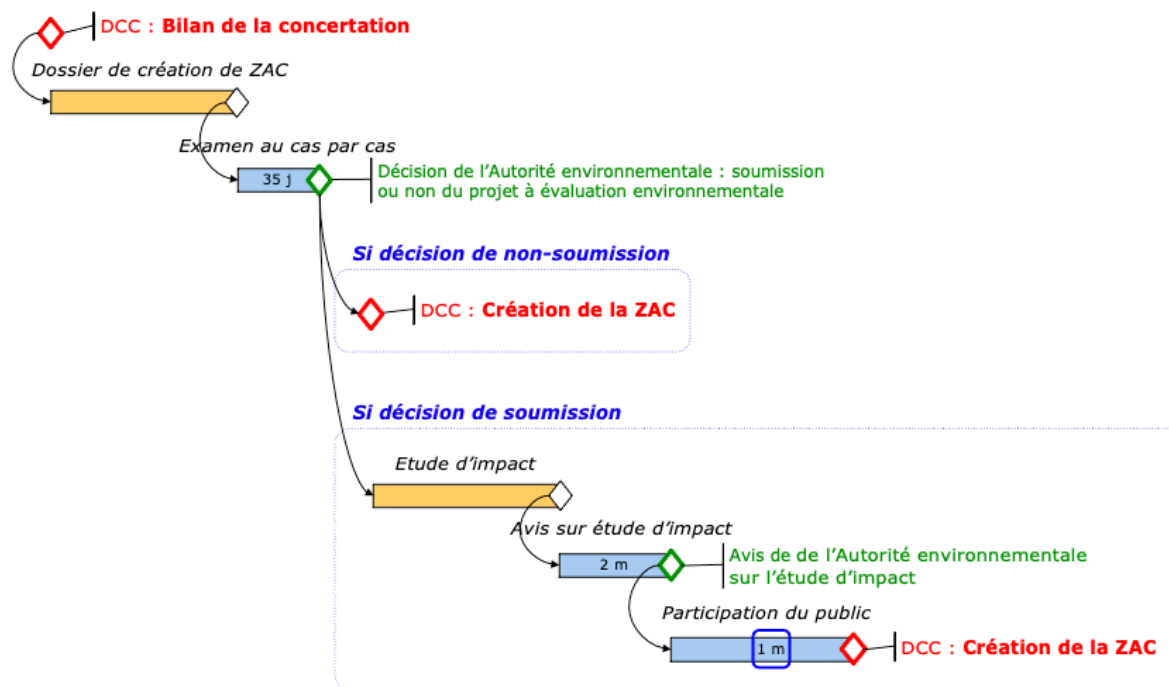 DCC : Bilan de la concertation
Dossier de création de ZAC
Examen au cas par cas
35 j
Décision de l’Autorité environnementale : soumission
ou non du projet à évaluation environnementale
Si décision de non-soumission
DCC : Création de la ZAC
Si décision de soumission
Etude d’impact
Avis sur étude d’impact
2 m
Avis de de l’Autorité environnementale
sur l’étude d’impact
Participation du public
1 m
DCC : Création de la ZAC